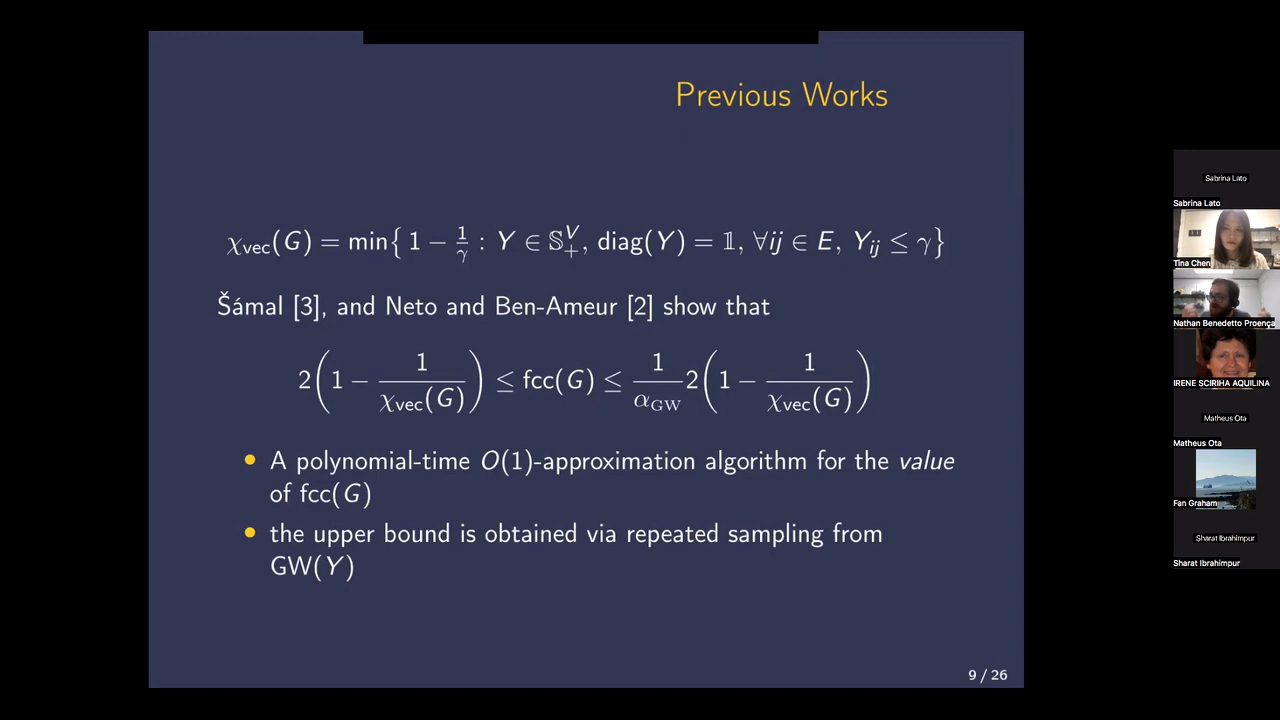 Previous Works
χvec(G) = min{ 1 − 1/γ : Y ∈ 𝕊₊ⱽ, diag(Y) = 𝟙, ∀ij ∈ E, Yij ≤ γ}
Šámal [3], and Neto and Ben-Ameur [2] show that
2(1 − 1/χvec(G)) ≤ fcc(G) ≤ 1/αGW 2(1 − 1/χvec(G))
• A polynomial-time O(1)-approximation algorithm for the value
of fcc(G)
• the upper bound is obtained via repeated sampling from
GW(Y)
9 / 26
Sabrina Lato
Sabrina Lato
Tina Chen
Nathan Benedetto Proença
IRENE SCIRIHA AQUILINA
Matheus Ota
Matheus Ota
Fan Graham
Sharat Ibrahimpur
Sharat Ibrahimpur